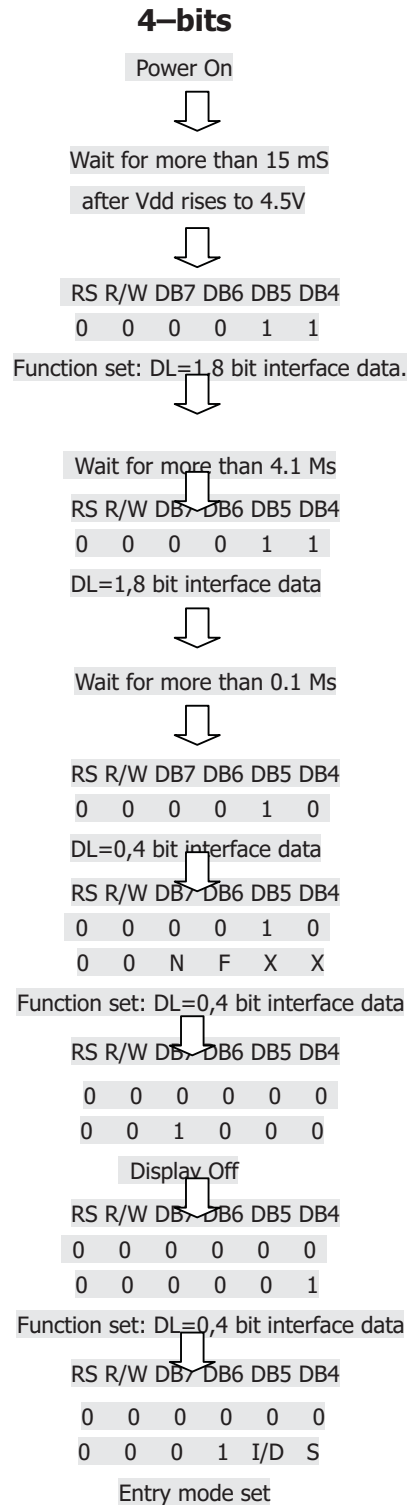 4–bits
Power On
Wait for more than 15 mS
after Vdd rises to 4.5V
RS R/W DB7 DB6 DB5 DB4
0 0 0 0 1 1
Function set: DL=1,8 bit interface data.
Wait for more than 4.1 Ms
RS R/W DB7 DB6 DB5 DB4
0 0 0 0 1 1
DL=1,8 bit interface data
Wait for more than 0.1 Ms
RS R/W DB7 DB6 DB5 DB4
0 0 0 0 1 0
DL=0,4 bit interface data
RS R/W DB7 DB6 DB5 DB4
0 0 0 0 1 0
0 0 N F X X
Function set: DL=0,4 bit interface data
RS R/W DB7 DB6 DB5 DB4
0 0 0 0 0 0
0 0 1 0 0 0
Display Off
RS R/W DB7 DB6 DB5 DB4
0 0 0 0 0 0
0 0 0 0 0 1
Function set: DL=0,4 bit interface data
RS R/W DB7 DB6 DB5 DB4
0 0 0 0 0 0
0 0 0 1 I/D S
Entry mode set